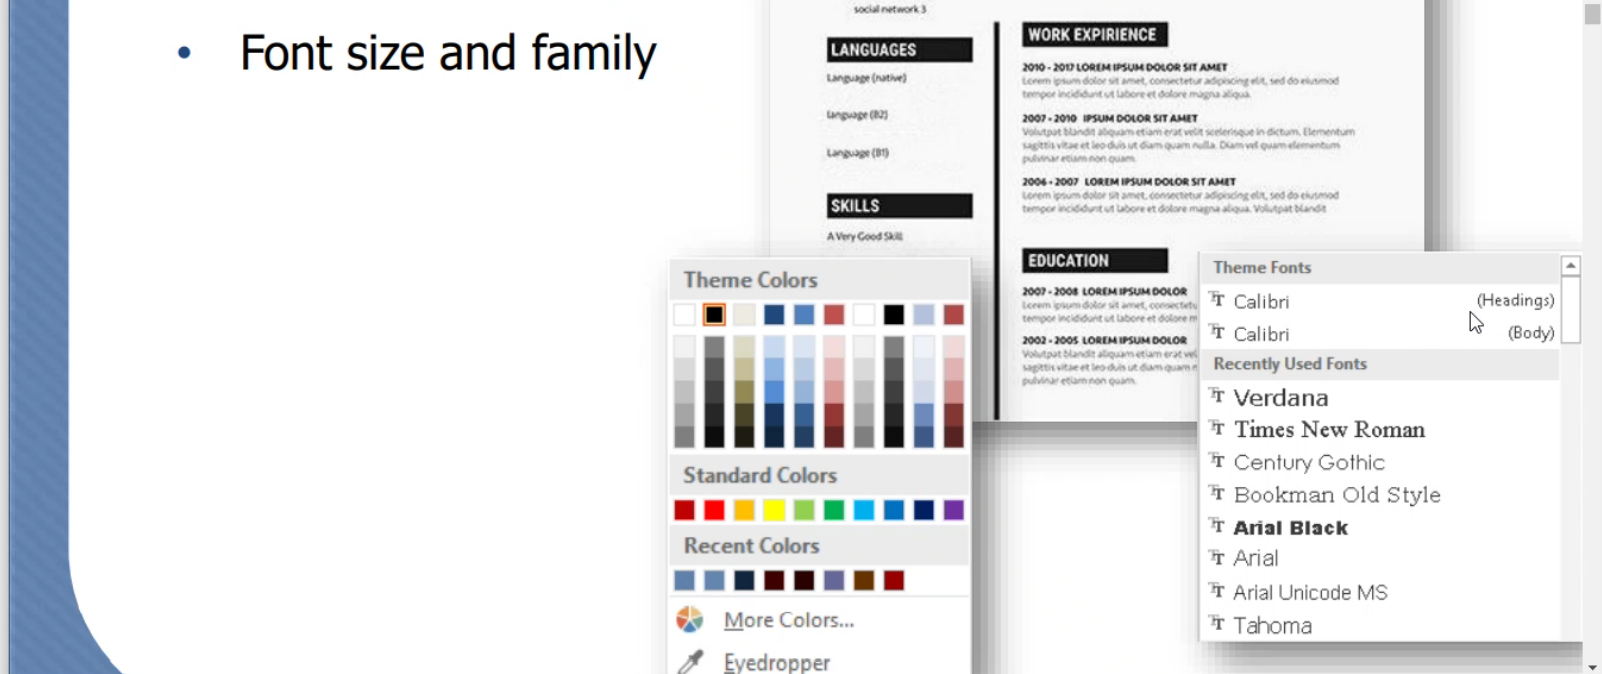 • Font size and family
social network 3
LANGUAGES
Language (native)
language (B2)
Language (B1)
SKILLS
A Very Good Skill
WORK EXPIRIENCE
2010 - 2017 LOREM IPSUM DOLOR SIT AMET
Lorem ipsum dolor sit amet, consectetur adipiscing elit, sed do eiusmod
tempor incididunt ut labore et dolore magna aliqua.
2007 - 2010 IPSUM DOLOR SIT AMET
Volutpat blandit aliquam etiam erat velit scelerisque in dictum. Elementum
sagittis vitae et leo duis ut diam quam nulla. Diam vel quam elementum
pulvinar etiam non quam.
2006 - 2007 LOREM IPSUM DOLOR SIT AMET
Lorem ipsum dolor sit amet, consectetur adipiscing elit, sed do eiusmod
tempor incididunt ut labore et dolore magna aliqua. Volutpat blandit
EDUCATION
2007 - 2008 LOREM IPSUM DOLOR
Lorem ipsum dolor sit amet, consectetu
tempor incididunt ut labore et dolore m
2002 - 2005 LOREM IPSUM DOLOR
Volutpat blandit aliquam etiam erat vel
sagittis vitae et leo duis ut diam quam n
pulvinar etiam non quam.
Theme Colors
Standard Colors
Recent Colors
More Colors...
Eyedropper
Theme Fonts
Calibri (Headings)
Calibri (Body)
Recently Used Fonts
Verdana
Times New Roman
Century Gothic
Bookman Old Style
Arial Black
Arial
Arial Unicode MS
Tahoma